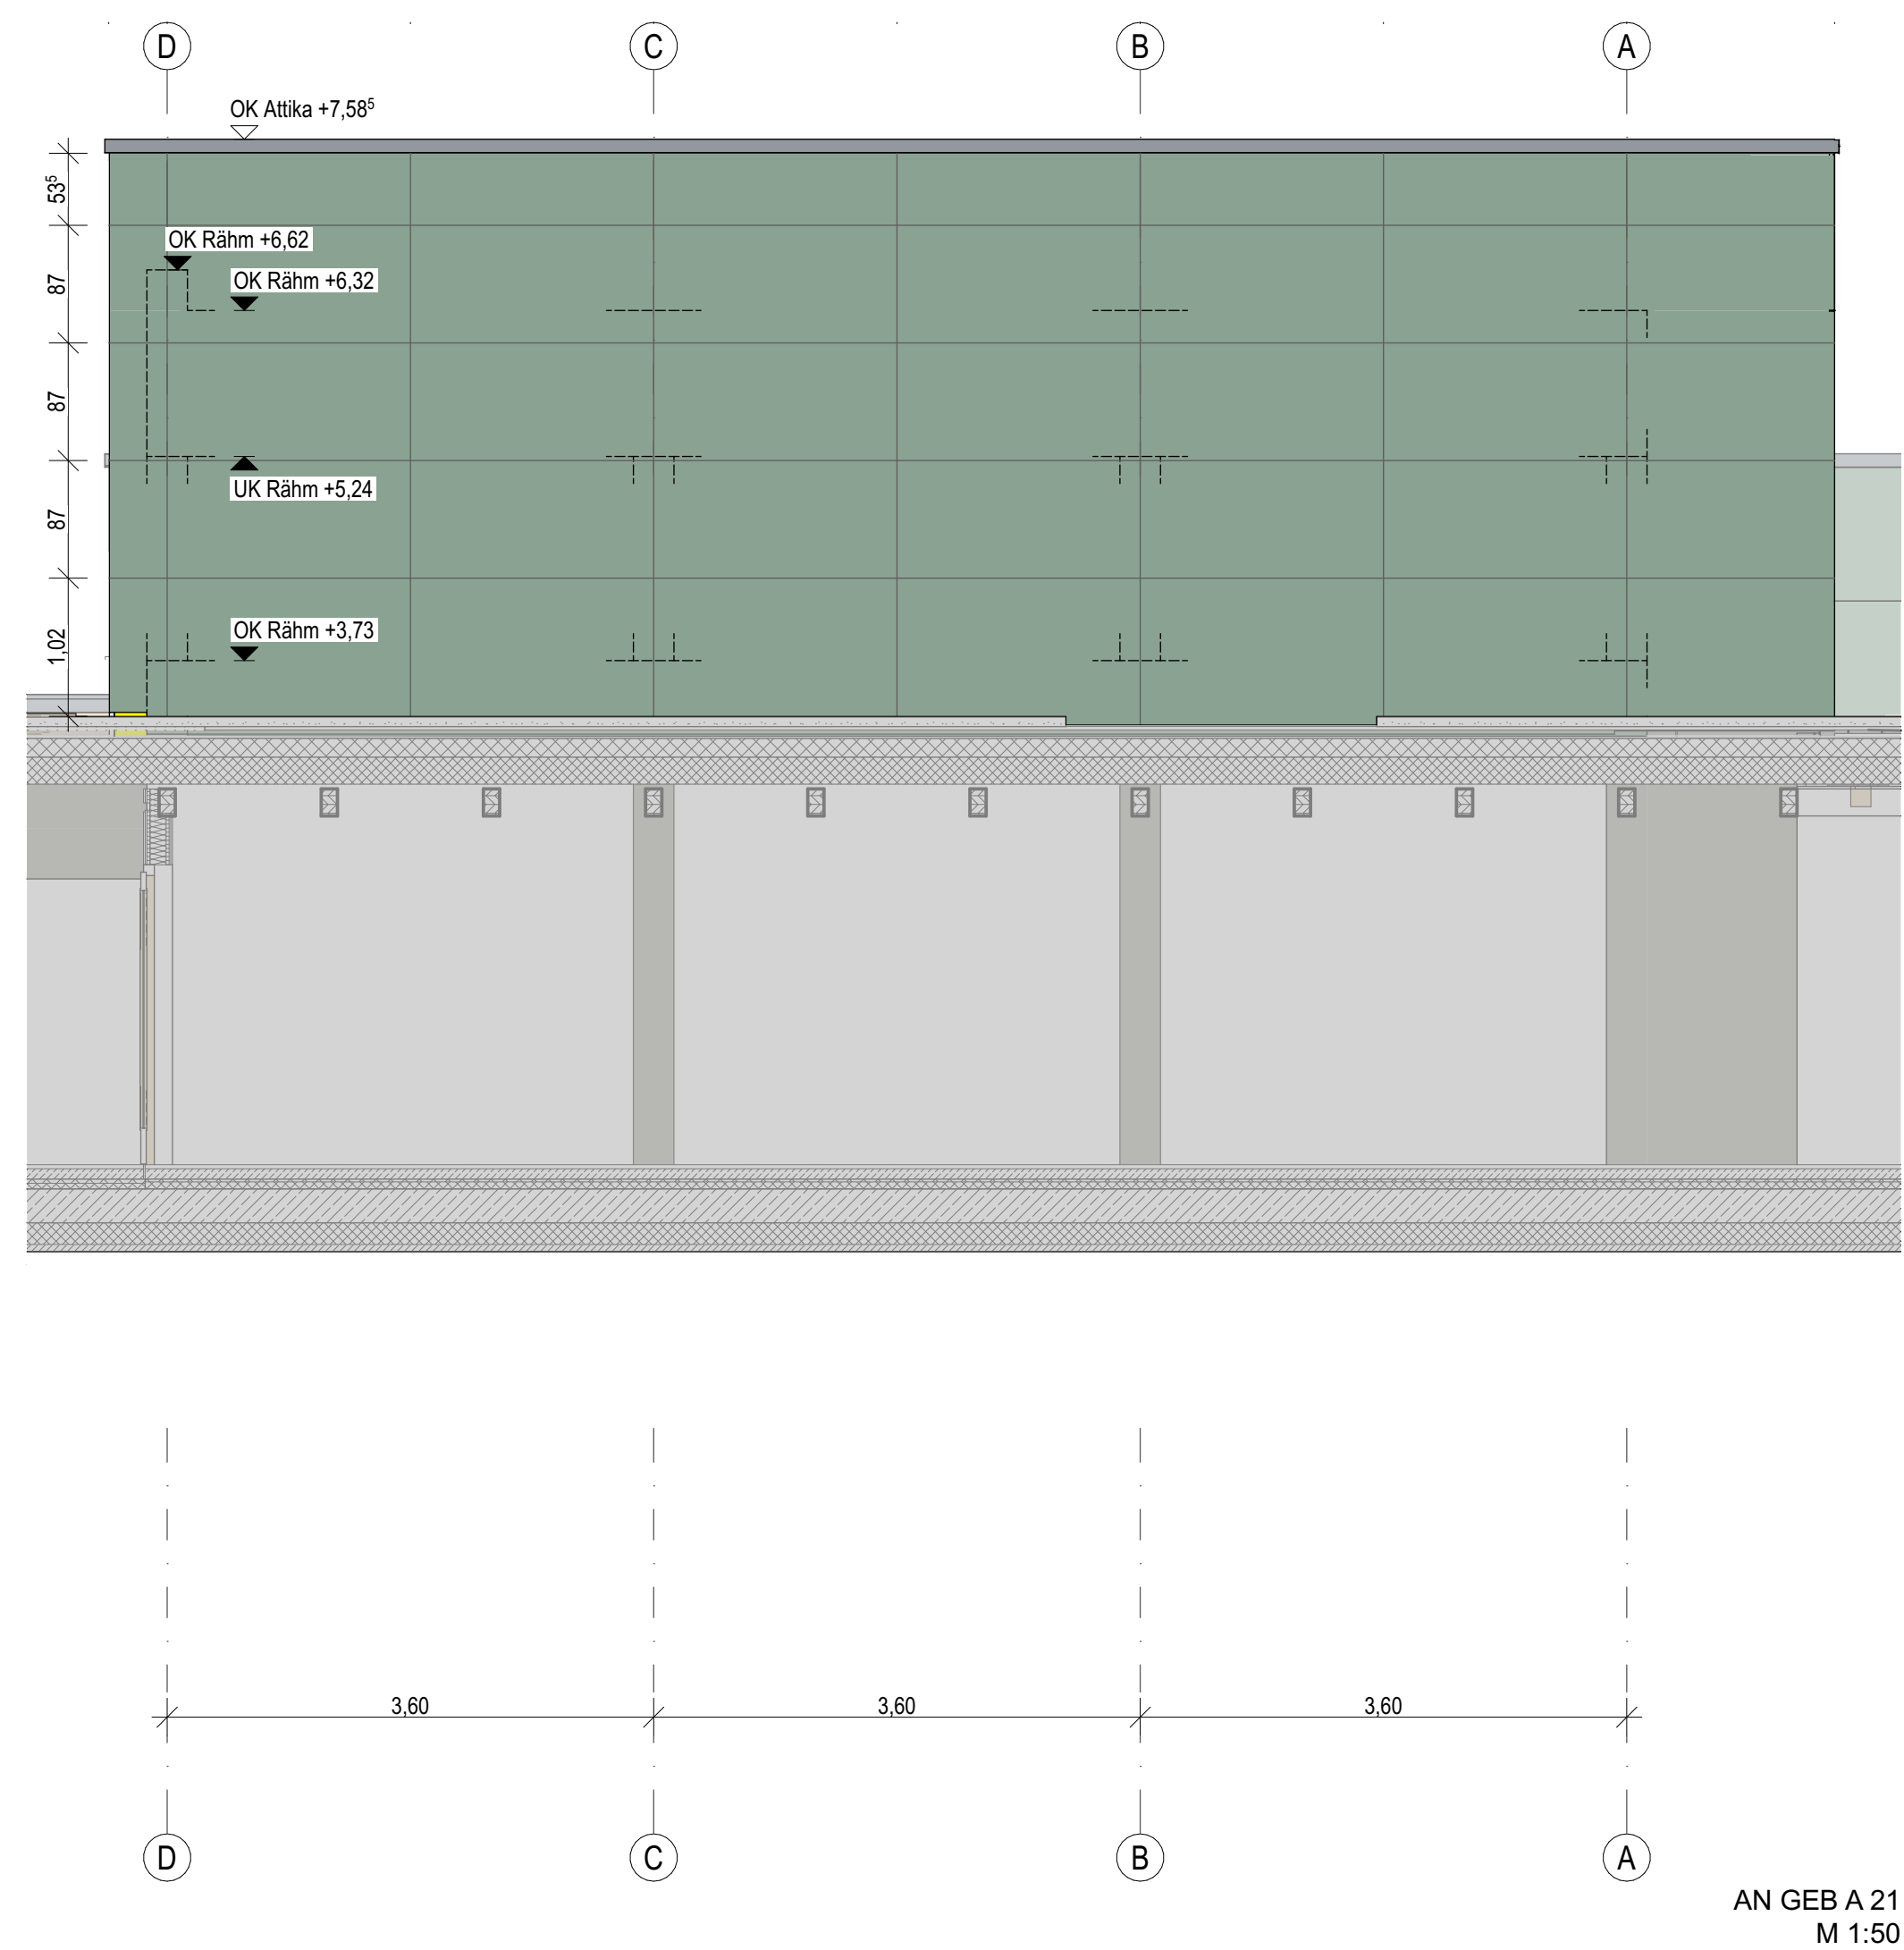 D C B A
OK Attika +7,58⁵
53⁵
OK Rähm +6,62
OK Rähm +6,32
87
87
UK Rähm +5,24
87
OK Rähm +3,73
1,02
3,60 3,60 3,60
D C B A
AN GEB A 21
M 1:50